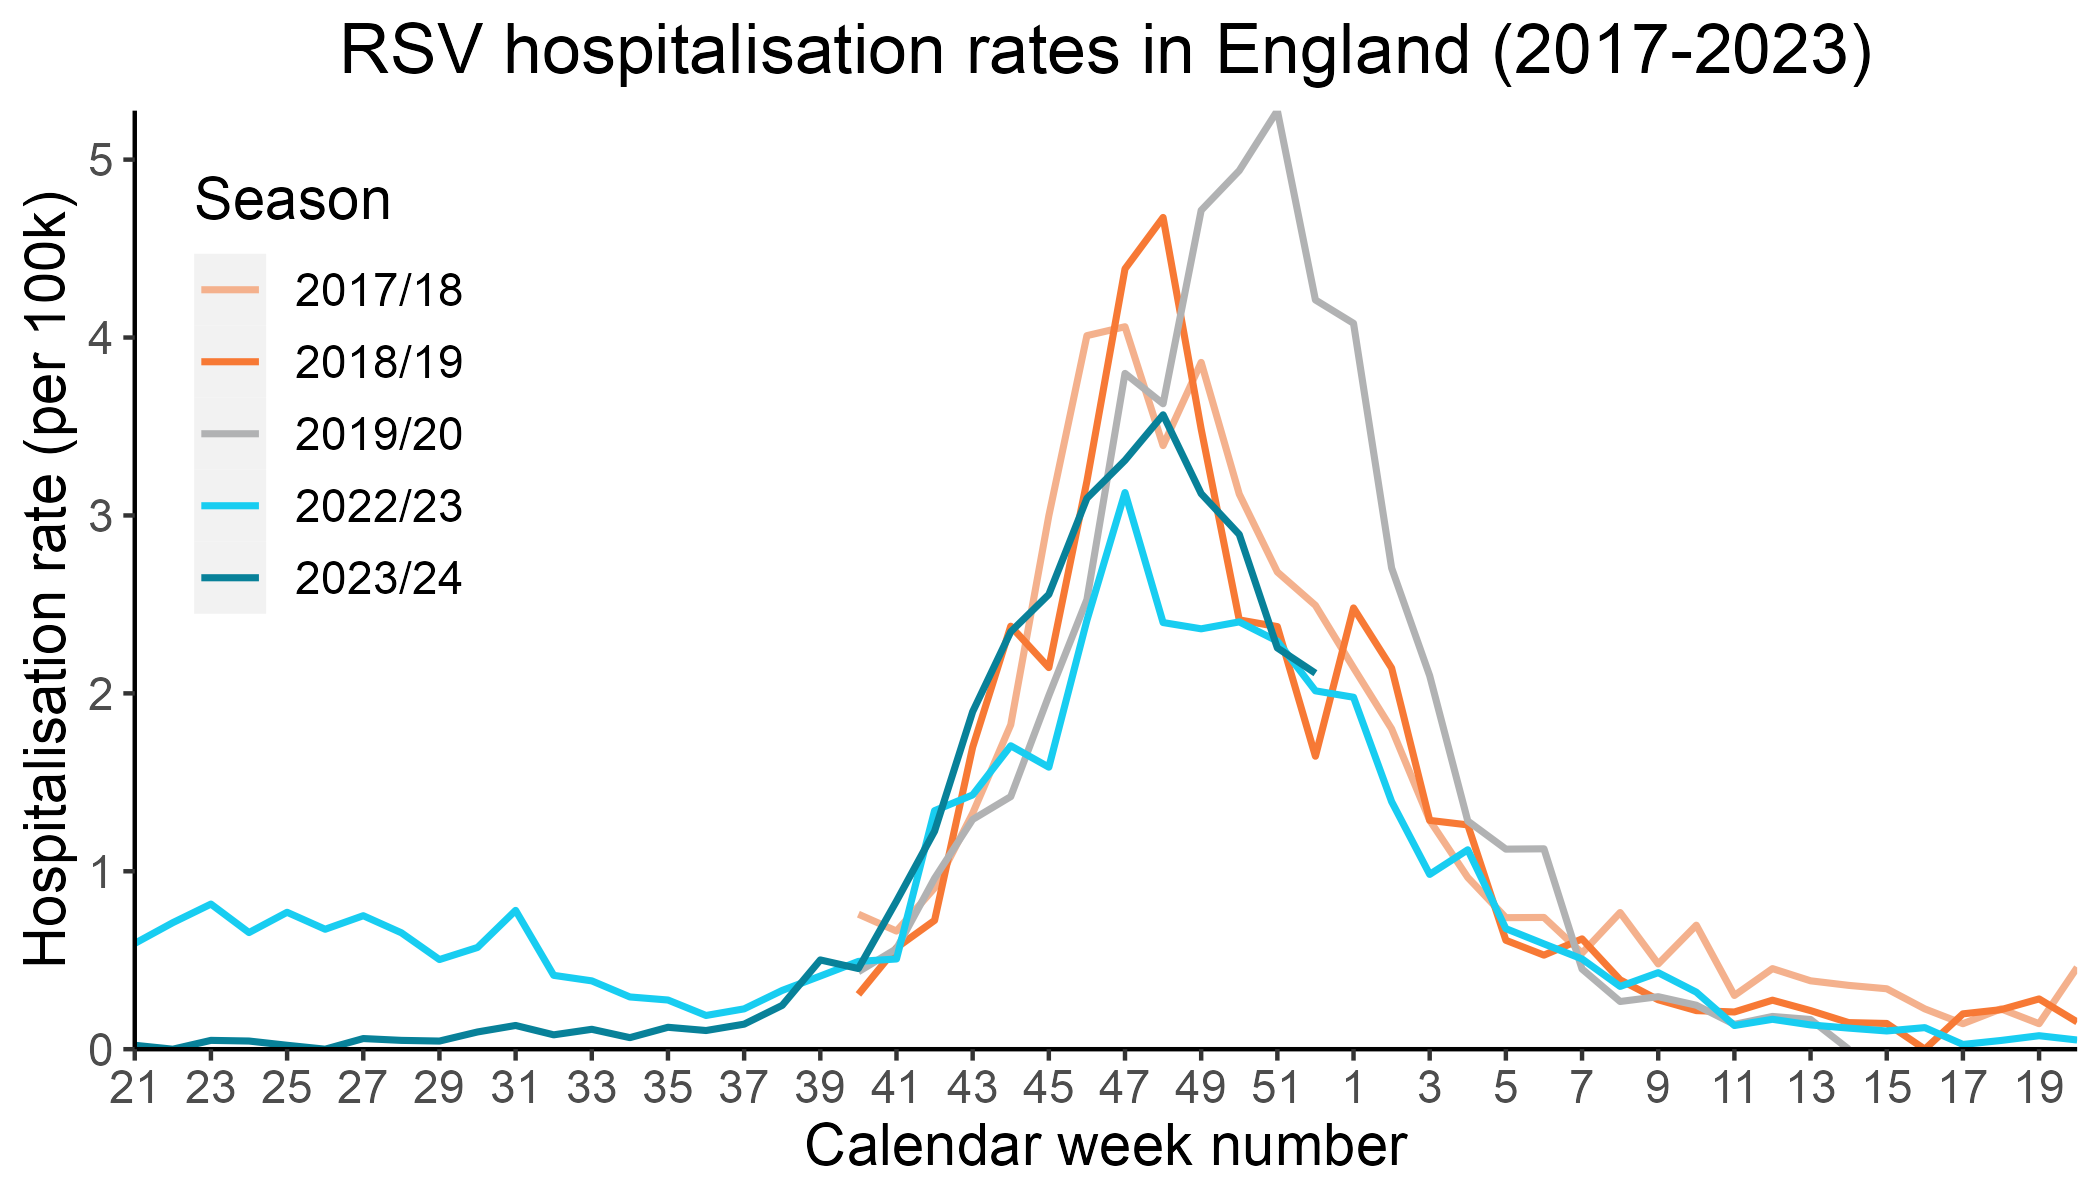 RSV hospitalisation rates in England (2017-2023)
Hospitalisation rate (per 100k)
5
4
3
2
1
0
Season
2017/18
2018/19
2019/20
2022/23
2023/24
21 23 25 27 29 31 33 35 37 39 41 43 45 47 49 51 1 3 5 7 9 11 13 15 17 19
Calendar week number